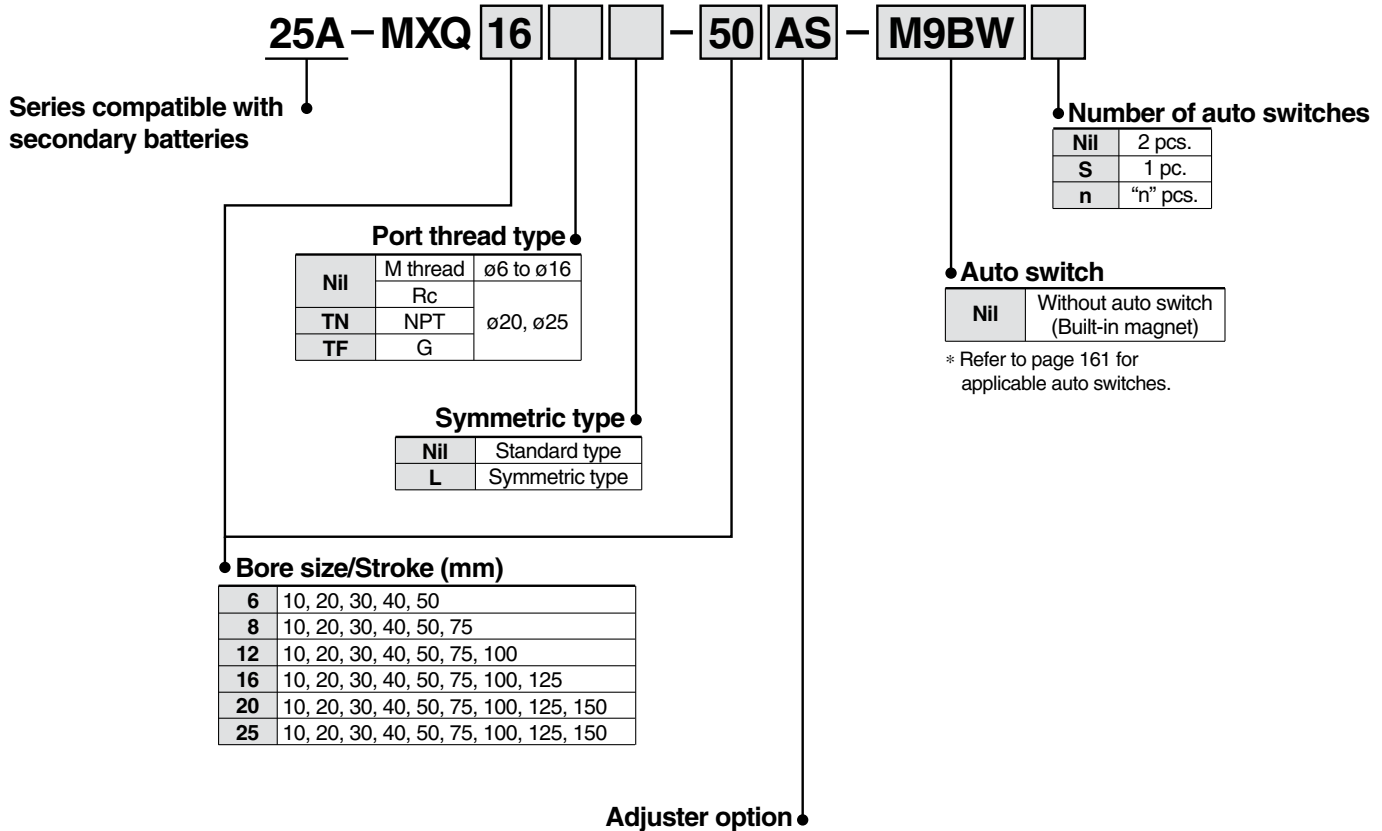 25A – MXQ 16 – 50 AS – M9BW
Series compatible with
secondary batteries
Number of auto switches
Nil 2 pcs.
S 1 pc.
n “n” pcs.
Port thread type
Nil M thread ø6 to ø16
Rc ø20, ø25
TN NPT
TF G
Auto switch
Nil Without auto switch
(Built-in magnet)
∗ Refer to page 161 for
applicable auto switches.
Symmetric type
Nil Standard type
L Symmetric type
Bore size/Stroke (mm)
6 10, 20, 30, 40, 50
8 10, 20, 30, 40, 50, 75
12 10, 20, 30, 40, 50, 75, 100
16 10, 20, 30, 40, 50, 75, 100, 125
20 10, 20, 30, 40, 50, 75, 100, 125, 150
25 10, 20, 30, 40, 50, 75, 100, 125, 150
Adjuster option